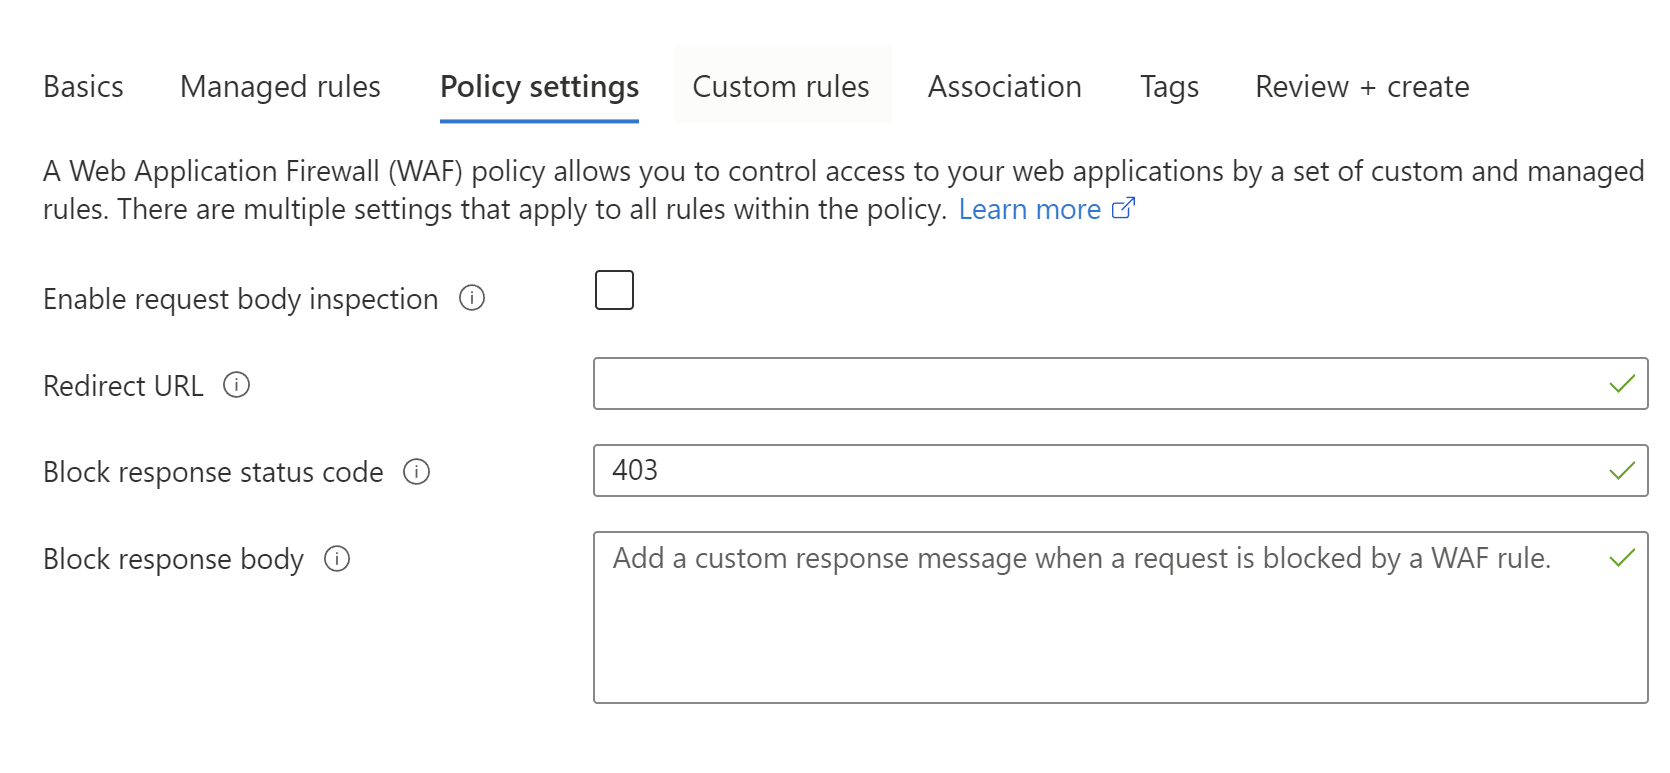 Basics Managed rules Policy settings Custom rules Association Tags Review + create
A Web Application Firewall (WAF) policy allows you to control access to your web applications by a set of custom and managed
rules. There are multiple settings that apply to all rules within the policy. Learn more
Enable request body inspection
Redirect URL
Block response status code 403
Block response body Add a custom response message when a request is blocked by a WAF rule.